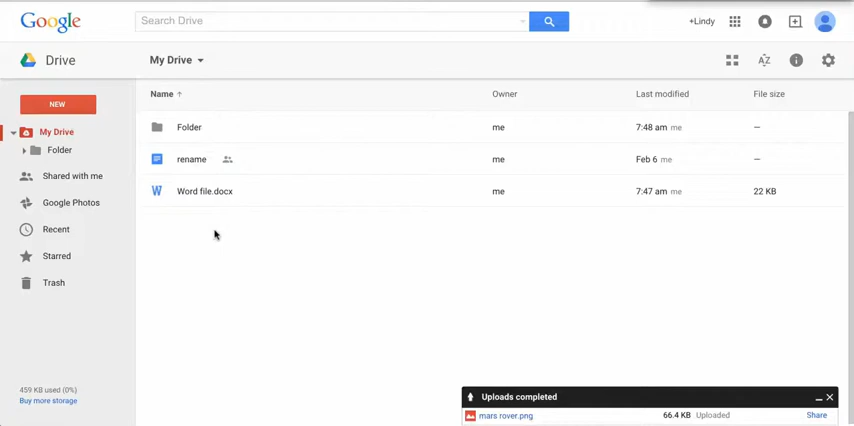 Google Search Drive +Lindy
Drive My Drive
NEW
My Drive
Folder
Shared with me
Google Photos
Recent
Starred
Trash
459 KB used (0%)
Buy more storage
Name Owner Last modified File size
Folder me 7:48 am me —
rename me Feb 6 me —
W Word file.docx me 7:47 am me 22 KB
Uploads completed
mars rover.png 66.4 KB Uploaded Share